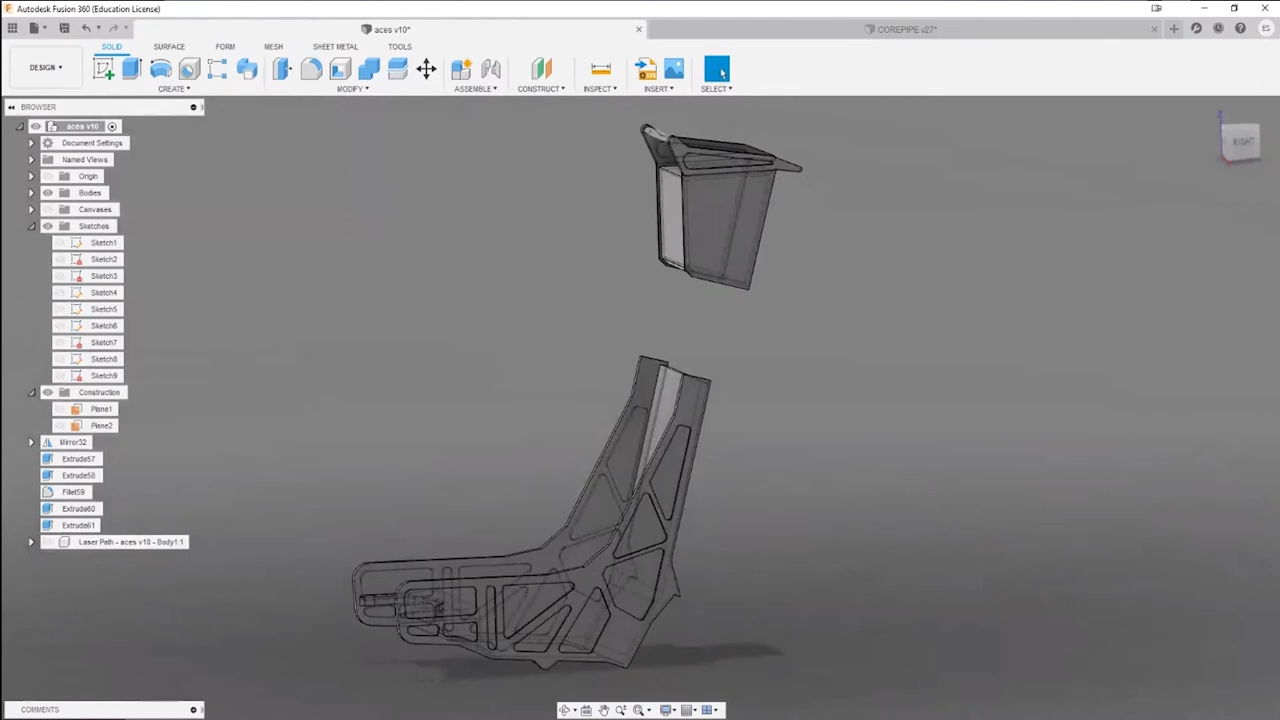 Autodesk Fusion 360 (Education License)
aces v10*
COREPIPE v27*
ES
DESIGN
SOLID
SURFACE
FORM
MESH
SHEET METAL
TOOLS
CREATE
MODIFY
ASSEMBLE
CONSTRUCT
INSPECT
INSERT
SELECT
BROWSER
aces v10
Document Settings
Named Views
Origin
Bodies
Canvases
Sketches
Sketch1
Sketch2
Sketch3
Sketch4
Sketch5
Sketch6
Sketch7
Sketch8
Sketch9
Construction
Plane1
Plane2
Mirror32
Extrude57
Extrude58
Fillet59
Extrude60
Extrude61
Laser Path - aces v10 - Body1:1
COMMENTS
Z
RIGHT